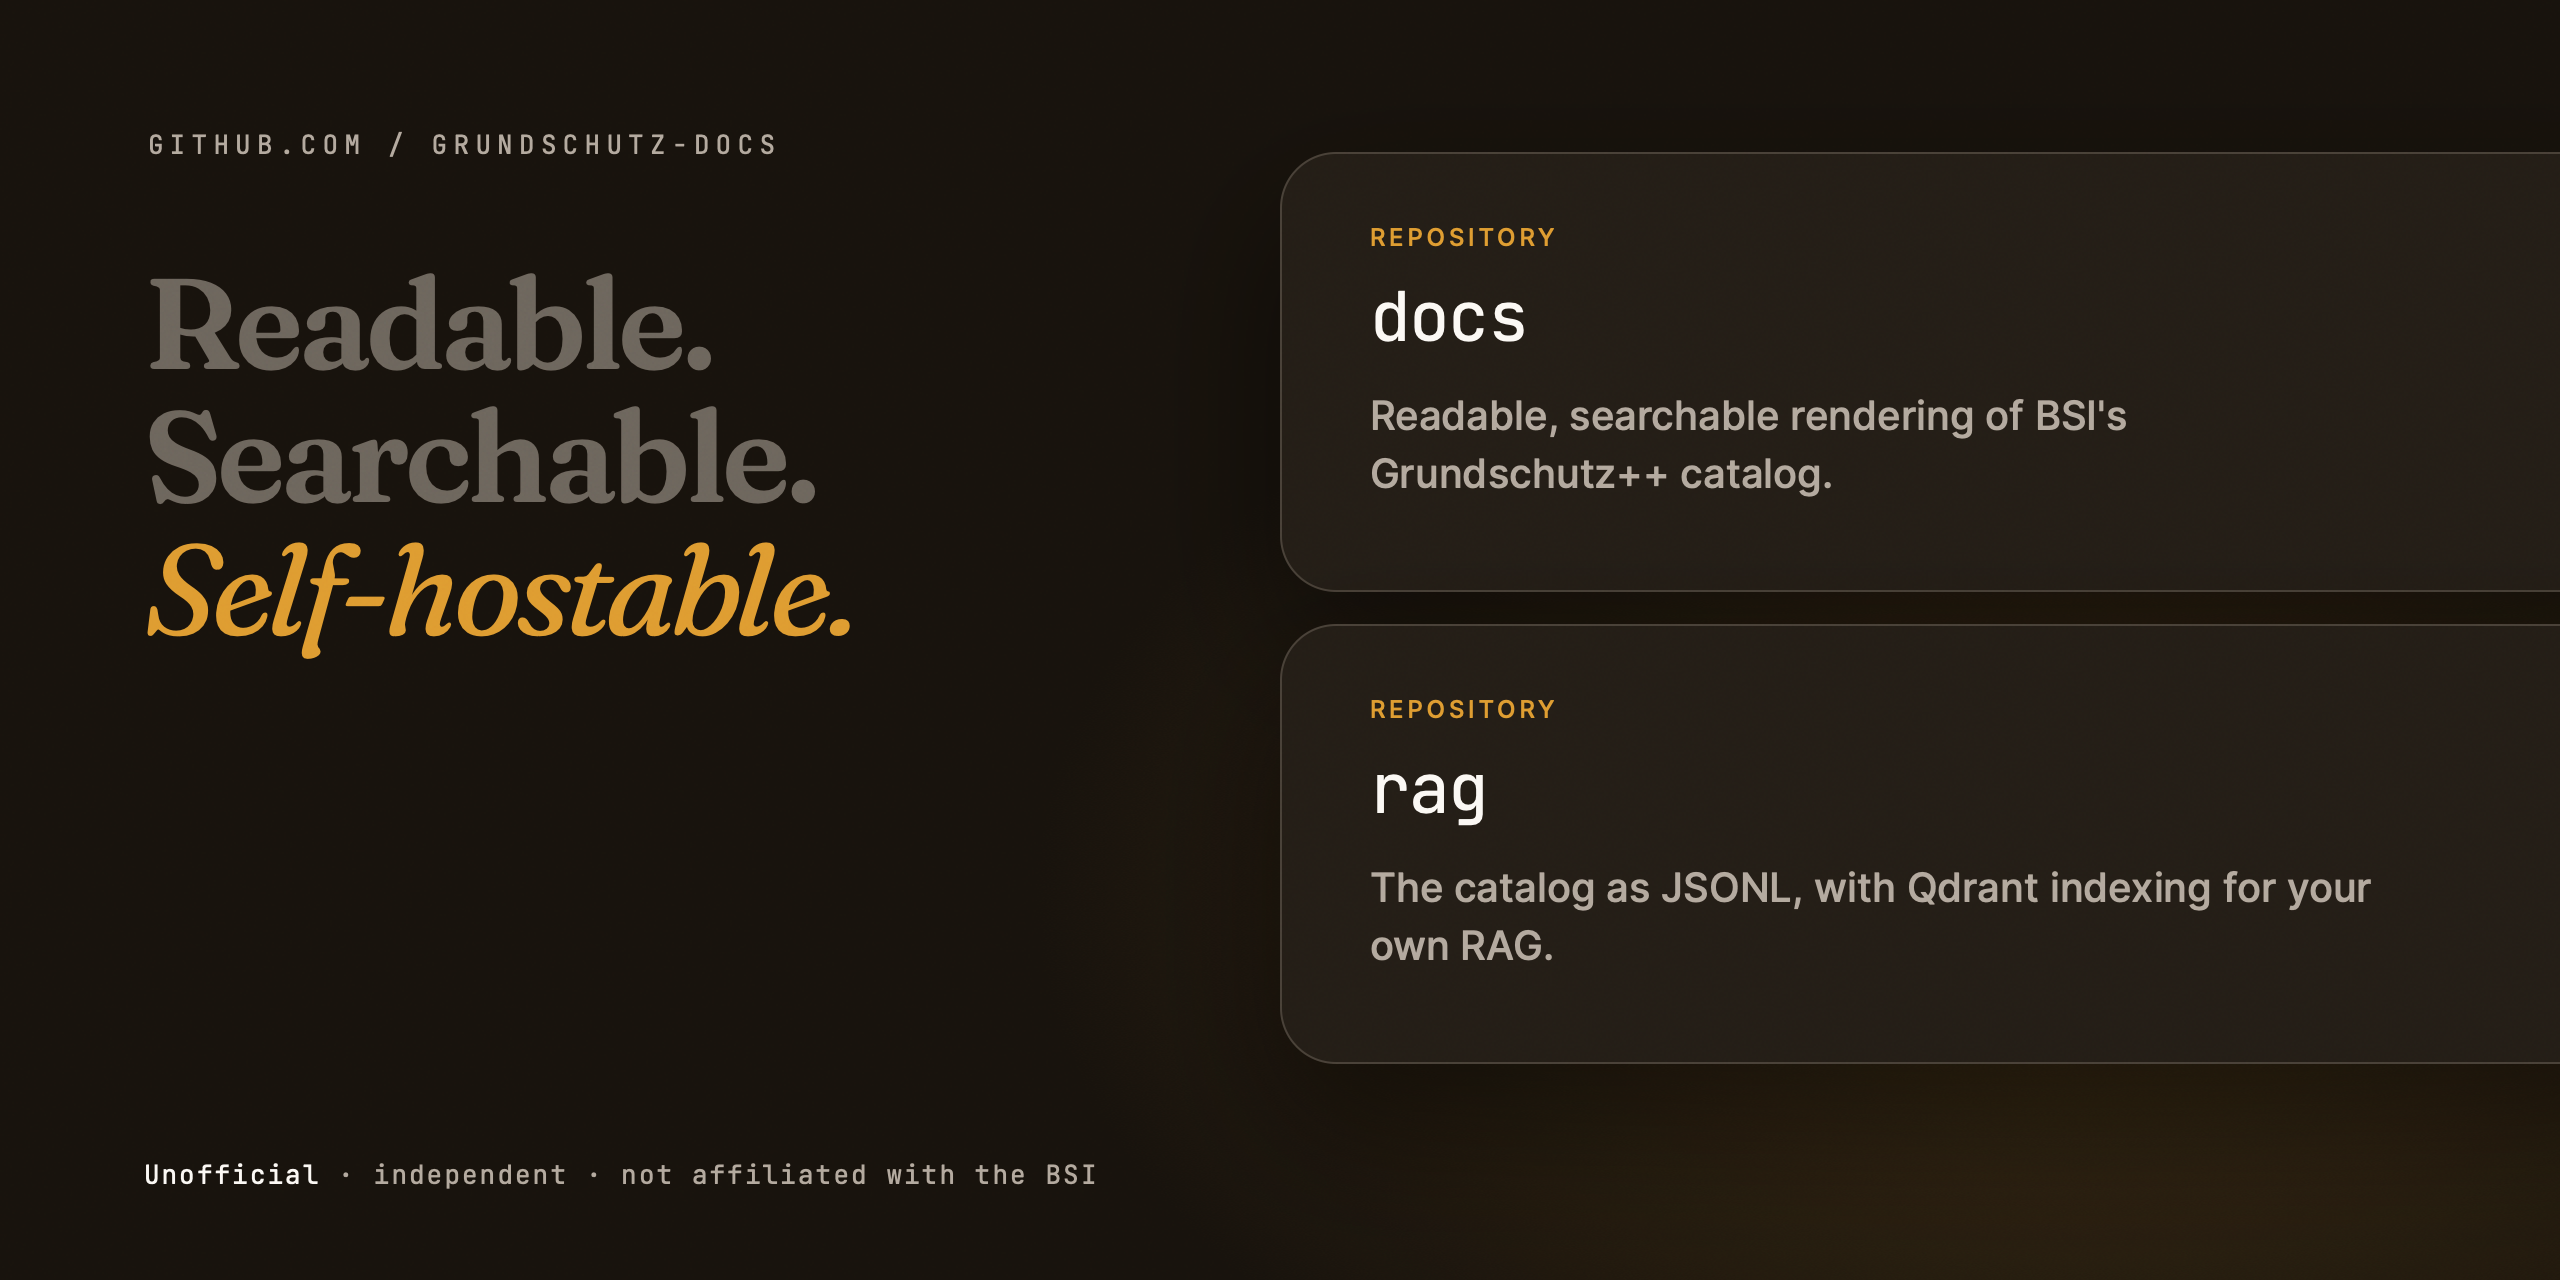 GITHUB.COM / GRUNDSCHUTZ-DOCS
Readable.
Searchable.
Self-hostable.
Unofficial · independent · not affiliated with the BSI
REPOSITORY
docs
Readable, searchable rendering of BSI's
Grundschutz++ catalog.
REPOSITORY
rag
The catalog as JSONL, with Qdrant indexing for your
own RAG.